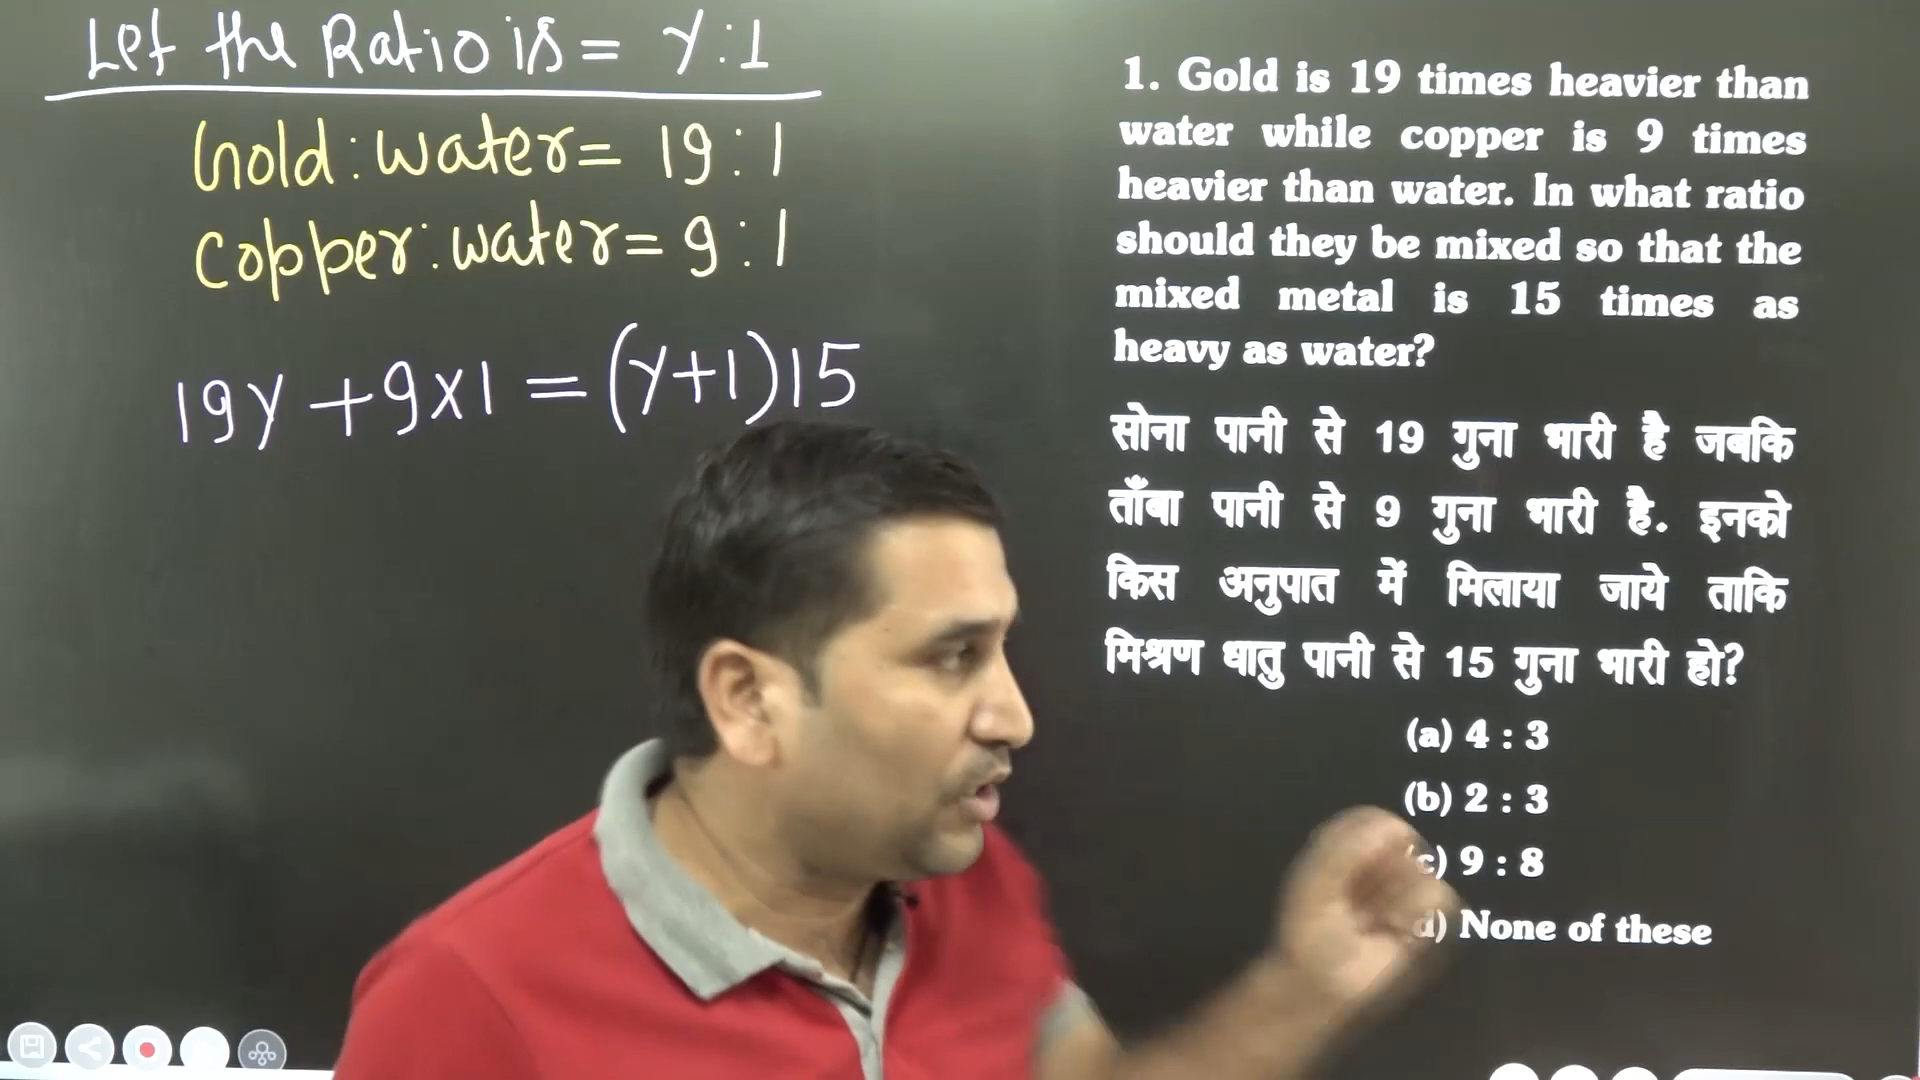 Let the Ratio is = y:1
Gold:water= 19:1
copper:water= 9:1
19y +9x1 = (y+1)15
1. Gold is 19 times heavier than
water while copper is 9 times
heavier than water. In what ratio
should they be mixed so that the
mixed metal is 15 times as
heavy as water?
सोना पानी से 19 गुना भारी है जबकि
ताँबा पानी से 9 गुना भारी है. इनको
किस अनुपात में मिलाया जाये ताकि
मिश्रण धातु पानी से 15 गुना भारी हो?
(a) 4 : 3
(b) 2 : 3
c) 9 : 8
d) None of these